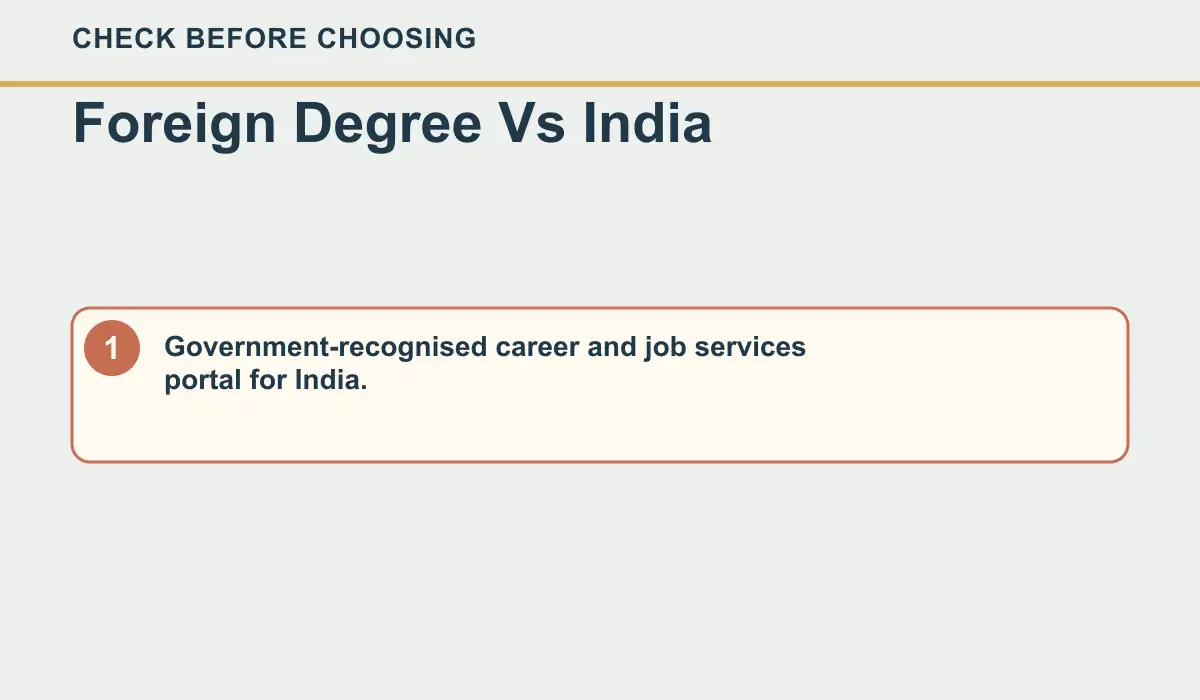 CHECK BEFORE CHOOSING
Foreign Degree Vs India
1
Government-recognised career and job services
portal for India.